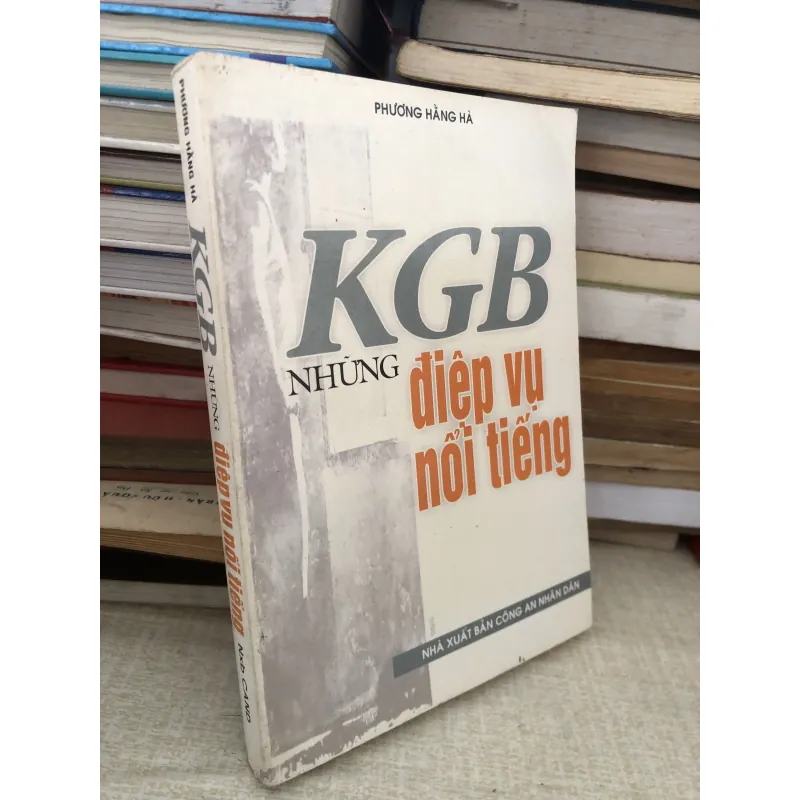 PHƯƠNG HẰNG HÀ
KGB
NHỮNG
điệp vụ
nổi tiếng
NHÀ XUẤT BẢN CÔNG AN NHÂN DÂN
PHƯƠNG HẰNG HÀ KGB NHỮNG điệp vụ nổi tiếng Nxb CAND